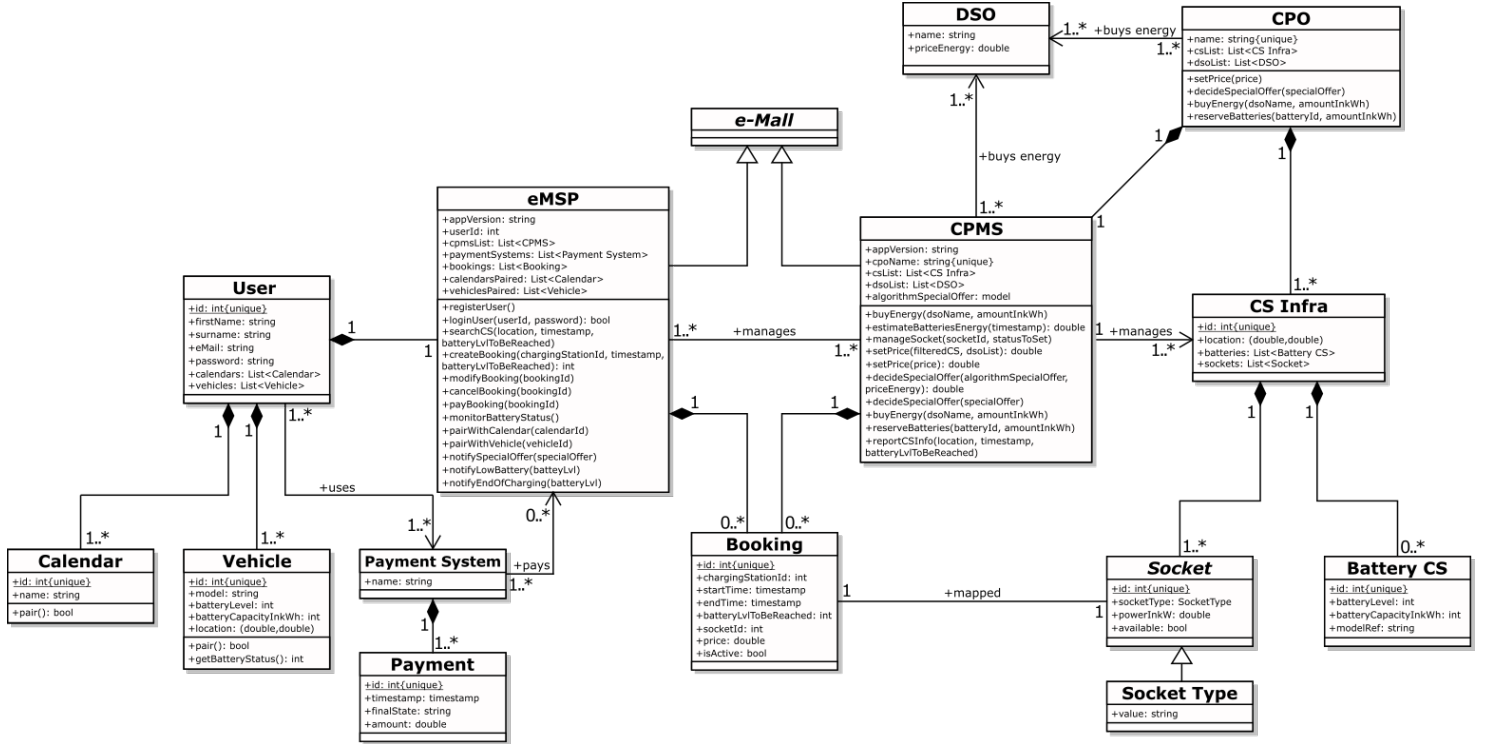 DSO
+name: string
+priceEnergy: double
1..*
+buys energy
1..*
CPO
+name: string{unique}
+csList: List<CS Infra>
+dsoList: List<DSO>
+setPrice(price)
+decideSpecialOffer(specialOffer)
+buyEnergy(dsoName, amountInkWh)
+reserveBatteries(batteryId, amountInkWh)
1
1
1..*
+buys energy
1..*
e-Mall
eMSP
+appVersion: string
+userId: int
+cpmsList: List<CPMS>
+paymentSystems: List<Payment System>
+bookings: List<Booking>
+calendarsPaired: List<Calendar>
+vehiclesPaired: List<Vehicle>
+registerUser()
+loginUser(userId, password): bool
+searchCS(location, timestamp,
batteryLvlToBeReached)
+createBooking(chargingStationId, timestamp,
batteryLvlToBeReached): int
+modifyBooking(bookingId)
+cancelBooking(bookingId)
+payBooking(bookingId)
+monitorBatteryStatus()
+pairWithCalendar(calendarId)
+pairWithVehicle(vehicleId)
+notifySpecialOffer(specialOffer)
+notifyLowBattery(batteyLvl)
+notifyEndOfCharging(batteryLvl)
1..*
+manages
1..*
1
CPMS
+appVersion: string
+cpoName: string{unique}
+csList: List<CS Infra>
+dsoList: List<DSO>
+algorithmSpecialOffer: model
+buyEnergy(dsoName, amountInkWh)
+estimateBatteriesEnergy(timestamp): double
+manageSocket(socketId, statusToSet)
+setPrice(filteredCS, dsoList): double
+setPrice(price): double
+decideSpecialOffer(algorithmSpecialOffer,
priceEnergy): double
+decideSpecialOffer(specialOffer)
+buyEnergy(dsoName, amountInkWh)
+reserveBatteries(batteryId, amountInkWh)
+reportCSInfo(location, timestamp,
batteryLvlToBeReached)
1
+manages
1..*
1..*
CS Infra
+id: int{unique}
+location: (double,double)
+batteries: List<Battery CS>
+sockets: List<Socket>
1
1
User
+id: int{unique}
+firstName: string
+surname: string
+eMail: string
+password: string
+calendars: List<Calendar>
+vehicles: List<Vehicle>
1
1
1
1
1..*
+uses
1..*
1
1
0..*
0..*
1..*
Calendar
+id: int{unique}
+name: string
+pair(): bool
1..*
Vehicle
+id: int{unique}
+model: string
+batteryLevel: int
+batteryCapacityInkWh: int
+location: (double,double)
+pair(): bool
+getBatteryStatus(): int
Payment System
+name: string
+pays
1..*
0..*
1
1..*
Payment
+id: int{unique}
+timestamp: timestamp
+finalState: string
+amount: double
Booking
+id: int{unique}
+chargingStationId: int
+startTime: timestamp
+endTime: timestamp
+batteryLvlToBeReached: int
+socketId: int
+price: double
+isActive: bool
1
+mapped
1
1..*
Socket
+id: int{unique}
+socketType: SocketType
+powerInkW: double
+available: bool
0..*
Battery CS
+id: int{unique}
+batteryLevel: int
+batteryCapacityInkWh: int
+modelRef: string
Socket Type
+value: string